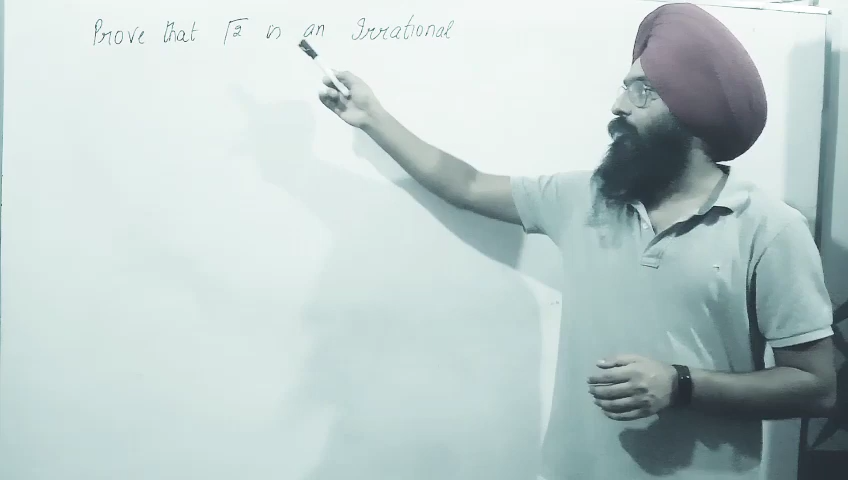 Prove that √2 is an Irrational